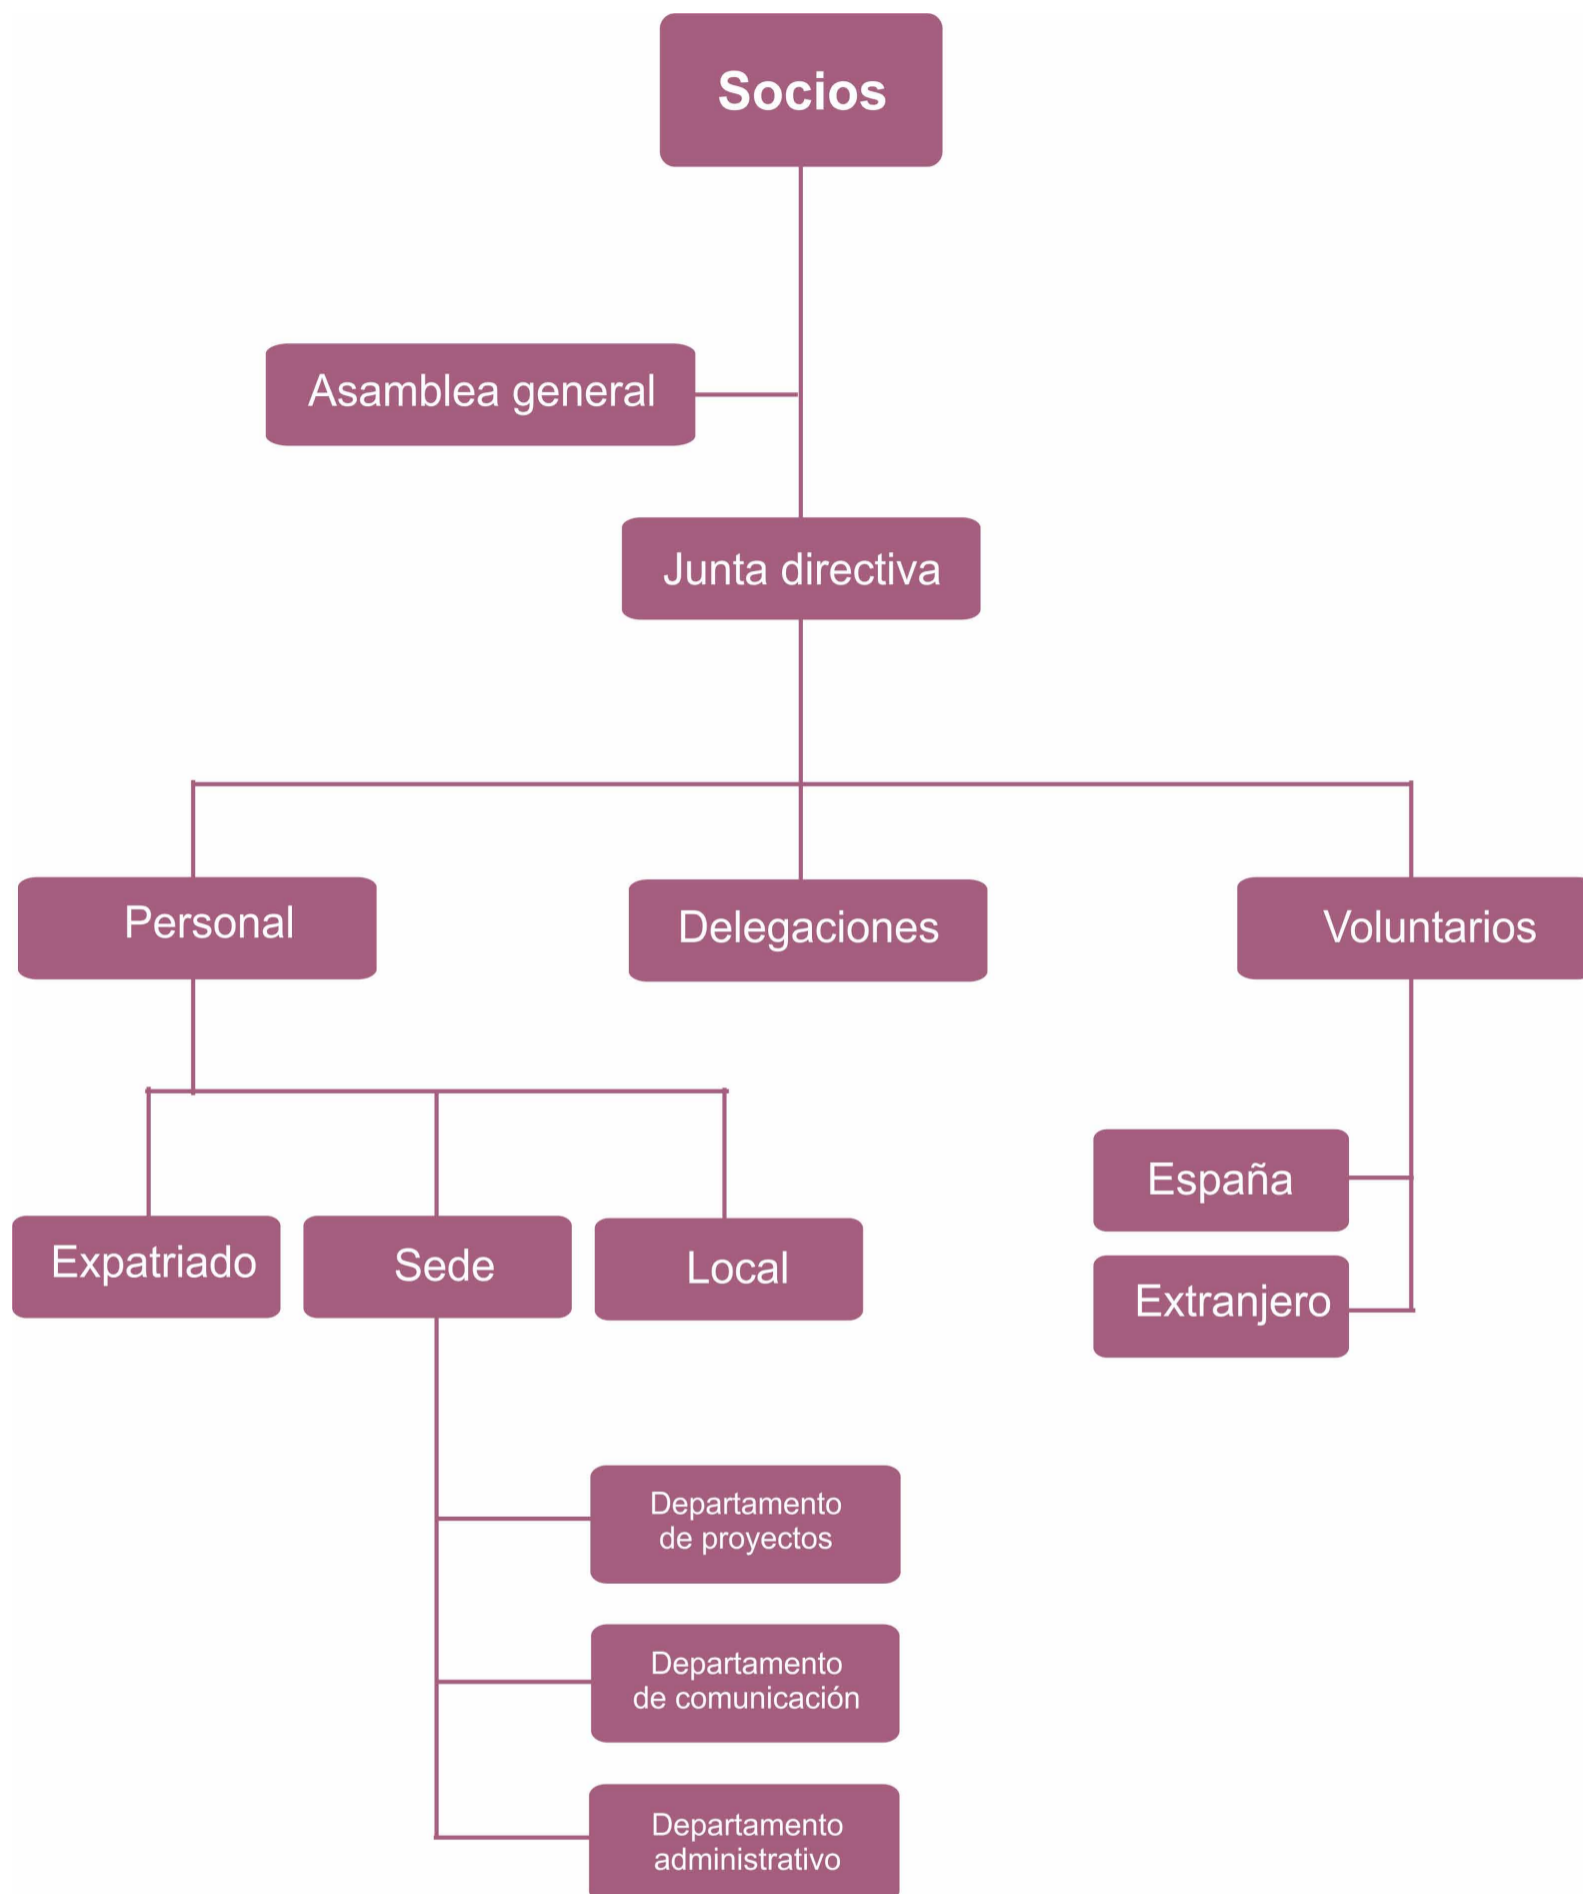 Socios
Asamblea general
Junta directiva
Personal
Delegaciones
Voluntarios
España
Extranjero
Expatriado
Sede
Local
Departamento
de proyectos
Departamento
de comunicación
Departamento
administrativo